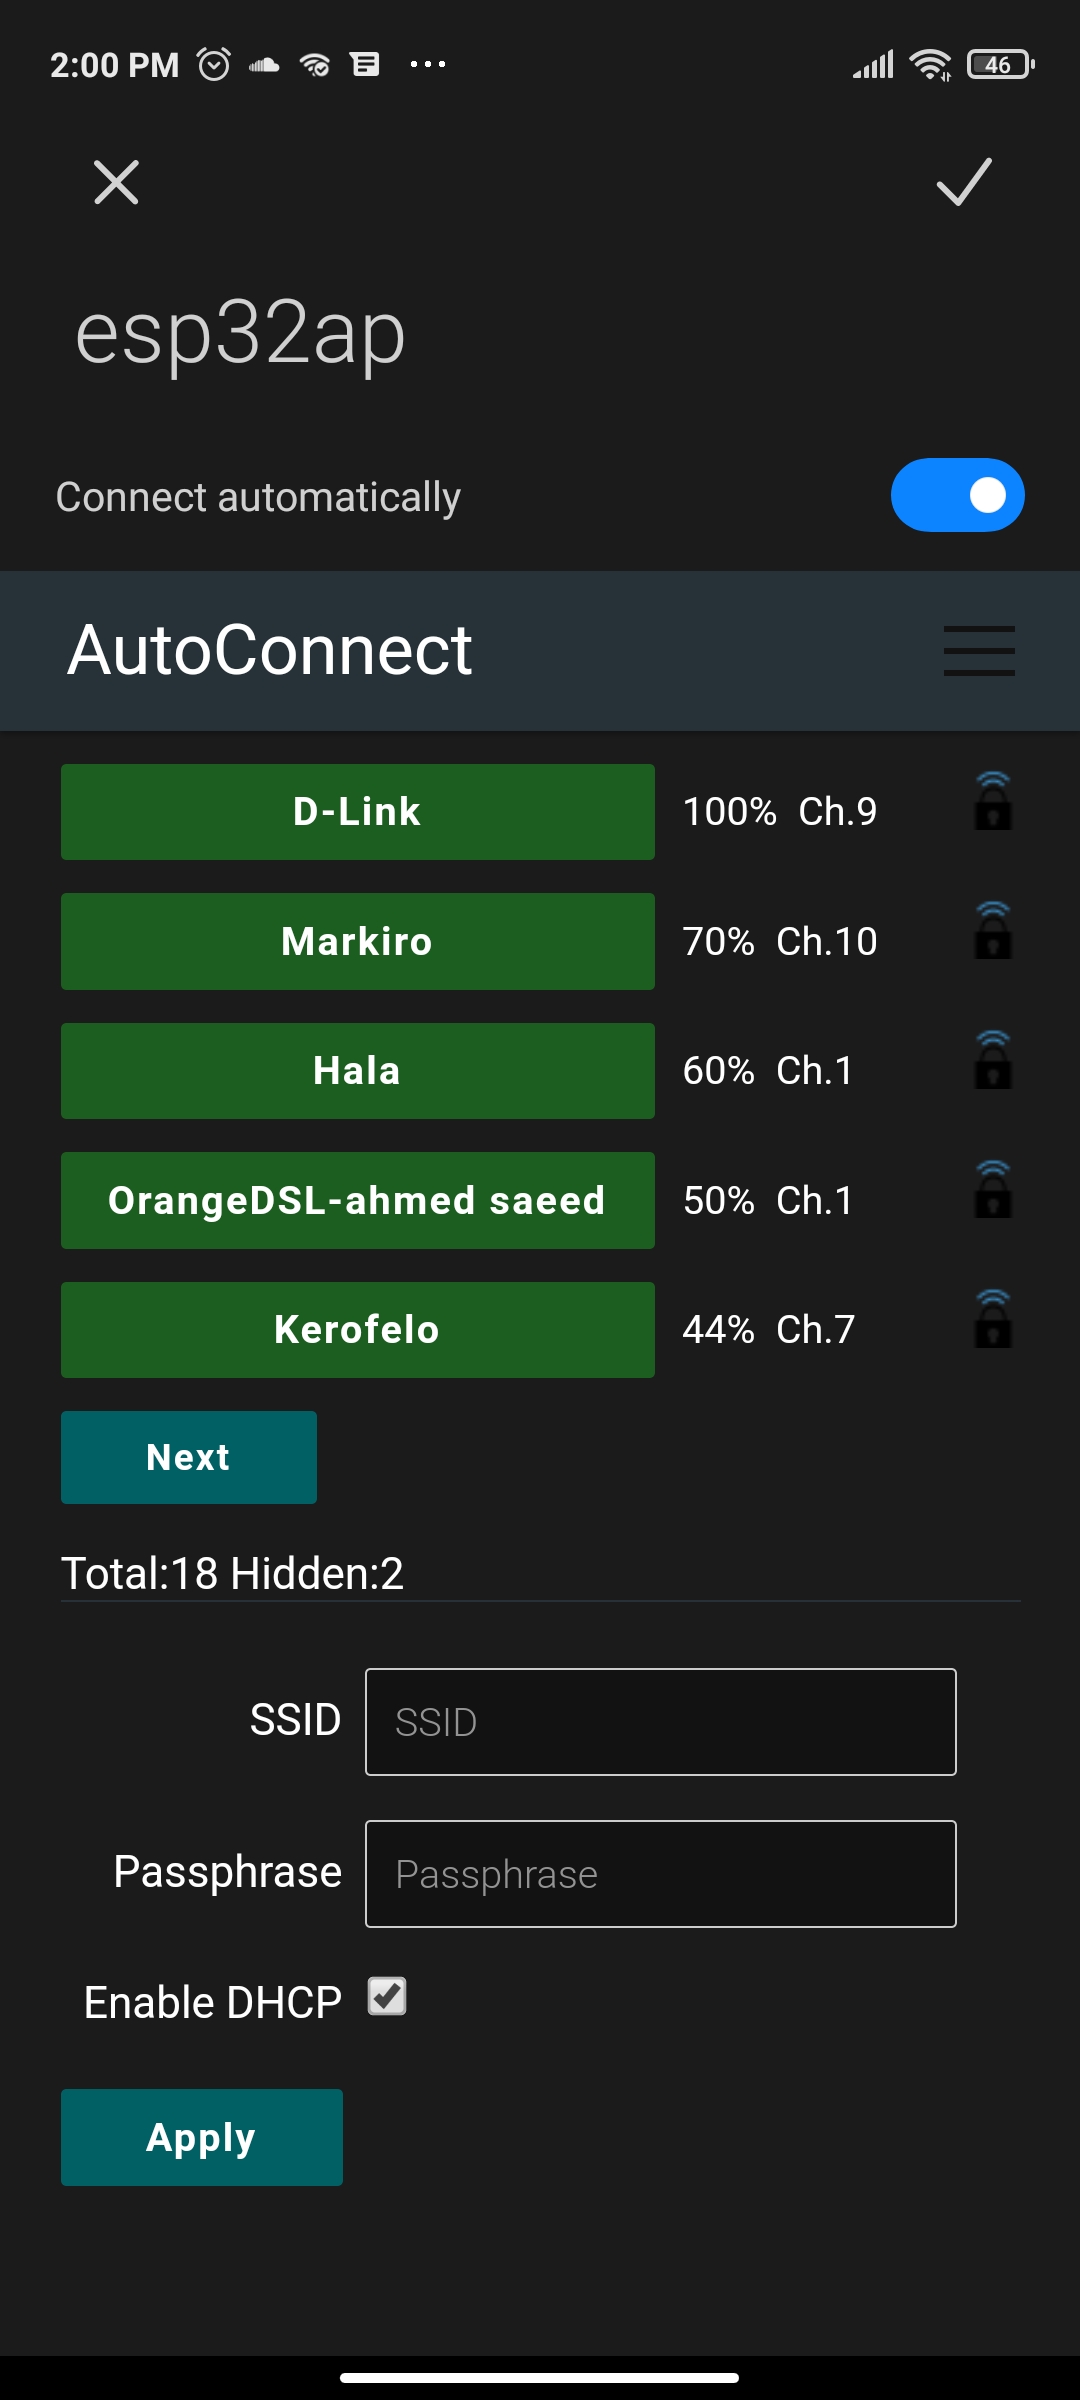 2:00 PM 46
esp32ap
Connect automatically
AutoConnect
D-Link 100% Ch.9
Markiro 70% Ch.10
Hala 60% Ch.1
OrangeDSL-ahmed saeed 50% Ch.1
Kerofelo 44% Ch.7
Next
Total:18 Hidden:2
SSID SSID
Passphrase Passphrase
Enable DHCP
Apply